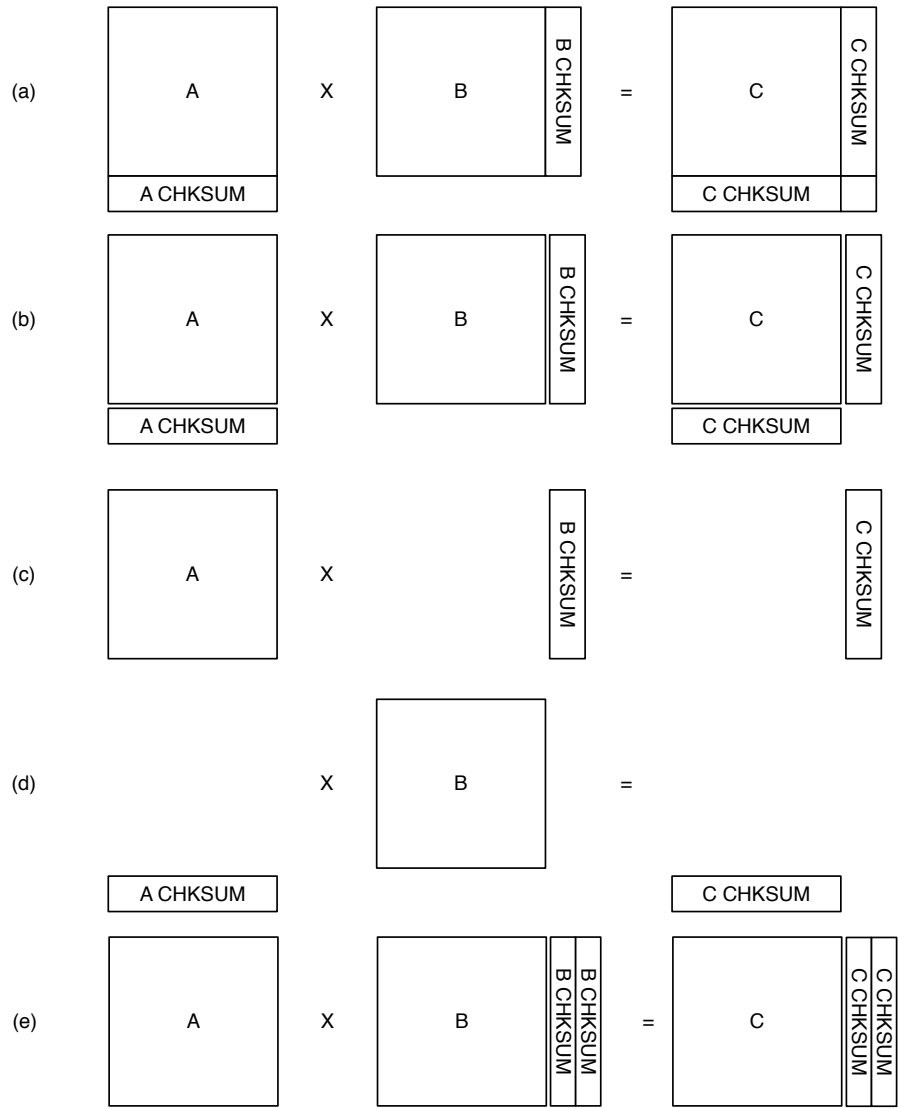 (a) A X B B CHKSUM = C C CHKSUM
A CHKSUM C CHKSUM
(b) A X B B CHKSUM = C C CHKSUM
A CHKSUM C CHKSUM
(c) A X B CHKSUM = C CHKSUM
(d) X B =
A CHKSUM C CHKSUM
(e) A X B B CHKSUM B CHKSUM = C C CHKSUM C CHKSUM